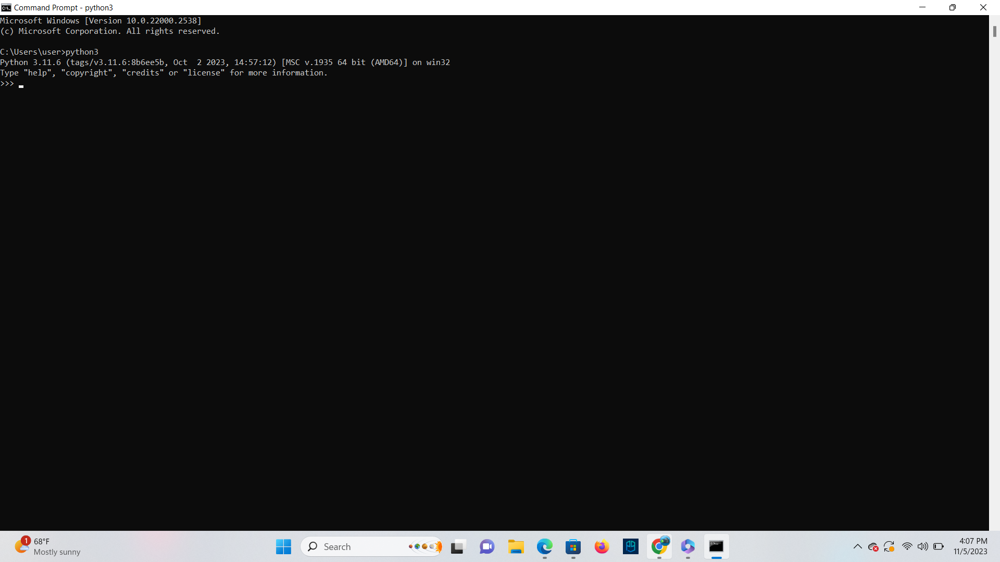 Command Prompt - python3
Microsoft Windows [Version 10.0.22000.2538]
(c) Microsoft Corporation. All rights reserved.
C:\Users\user>python3
Python 3.11.6 (tags/v3.11.6:8b6ee5b, Oct  2 2023, 14:57:12) [MSC v.1935 64 bit (AMD64)] on win32
Type "help", "copyright", "credits" or "license" for more information.
>>>
1
68°F
Mostly sunny
Search
4:07 PM
11/5/2023